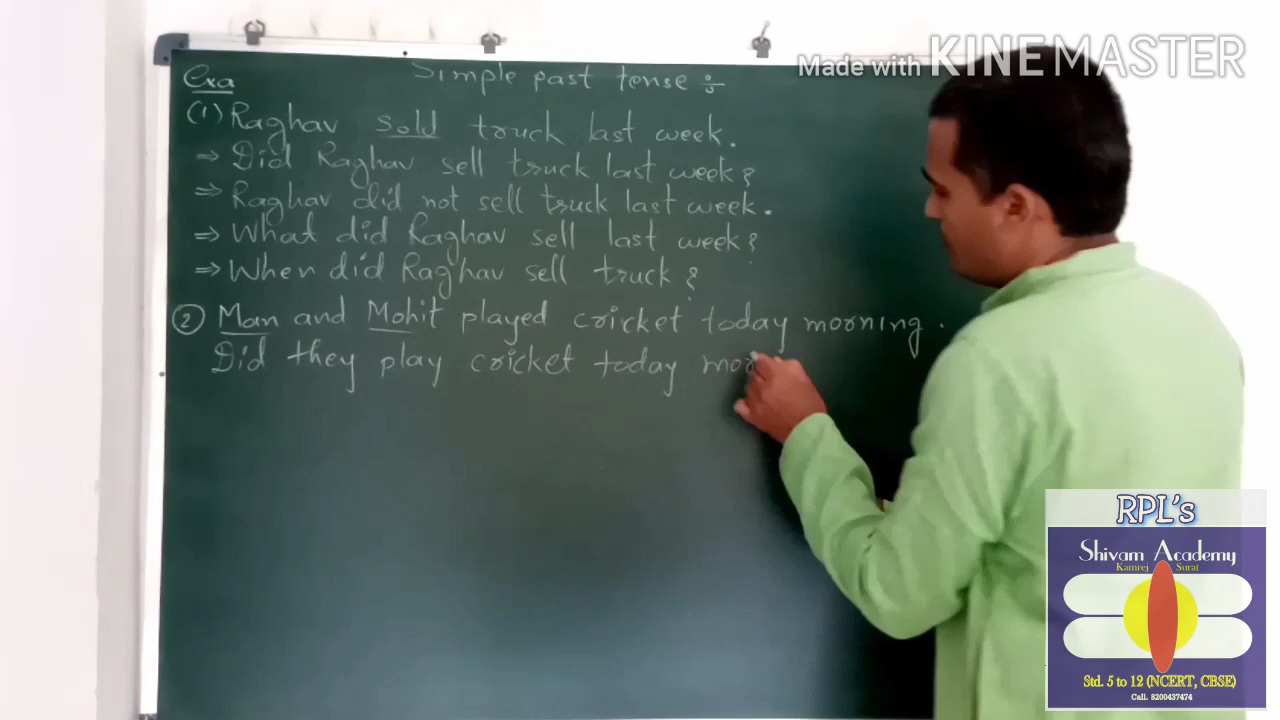 Made with KINEMASTER
Exa Simple past tense :-
(1) Raghav sold truck last week.
⇒ Did Raghav sell truck last week?
⇒ Raghav did not sell truck last week.
⇒ What did Raghav sell last week?
⇒ When did Raghav sell truck?
② Man and Mohit played cricket today morning.
Did they play cricket today mor
RPL's
Shivam Academy
Kamrej Surat
Std. 5 to 12 (NCERT, CBSE)
Call. 8200437474